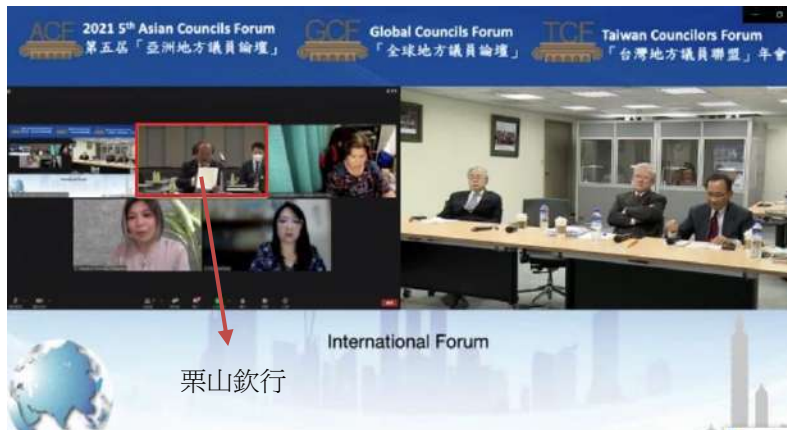 ACF
2021 5th Asian Councils Forum
第五屆「亞洲地方議員論壇」
GCF
Global Councils Forum
「全球地方議員論壇」
TCF
Taiwan Councilors Forum
「台灣地方議員聯盟」年會
International Forum
栗山欽行